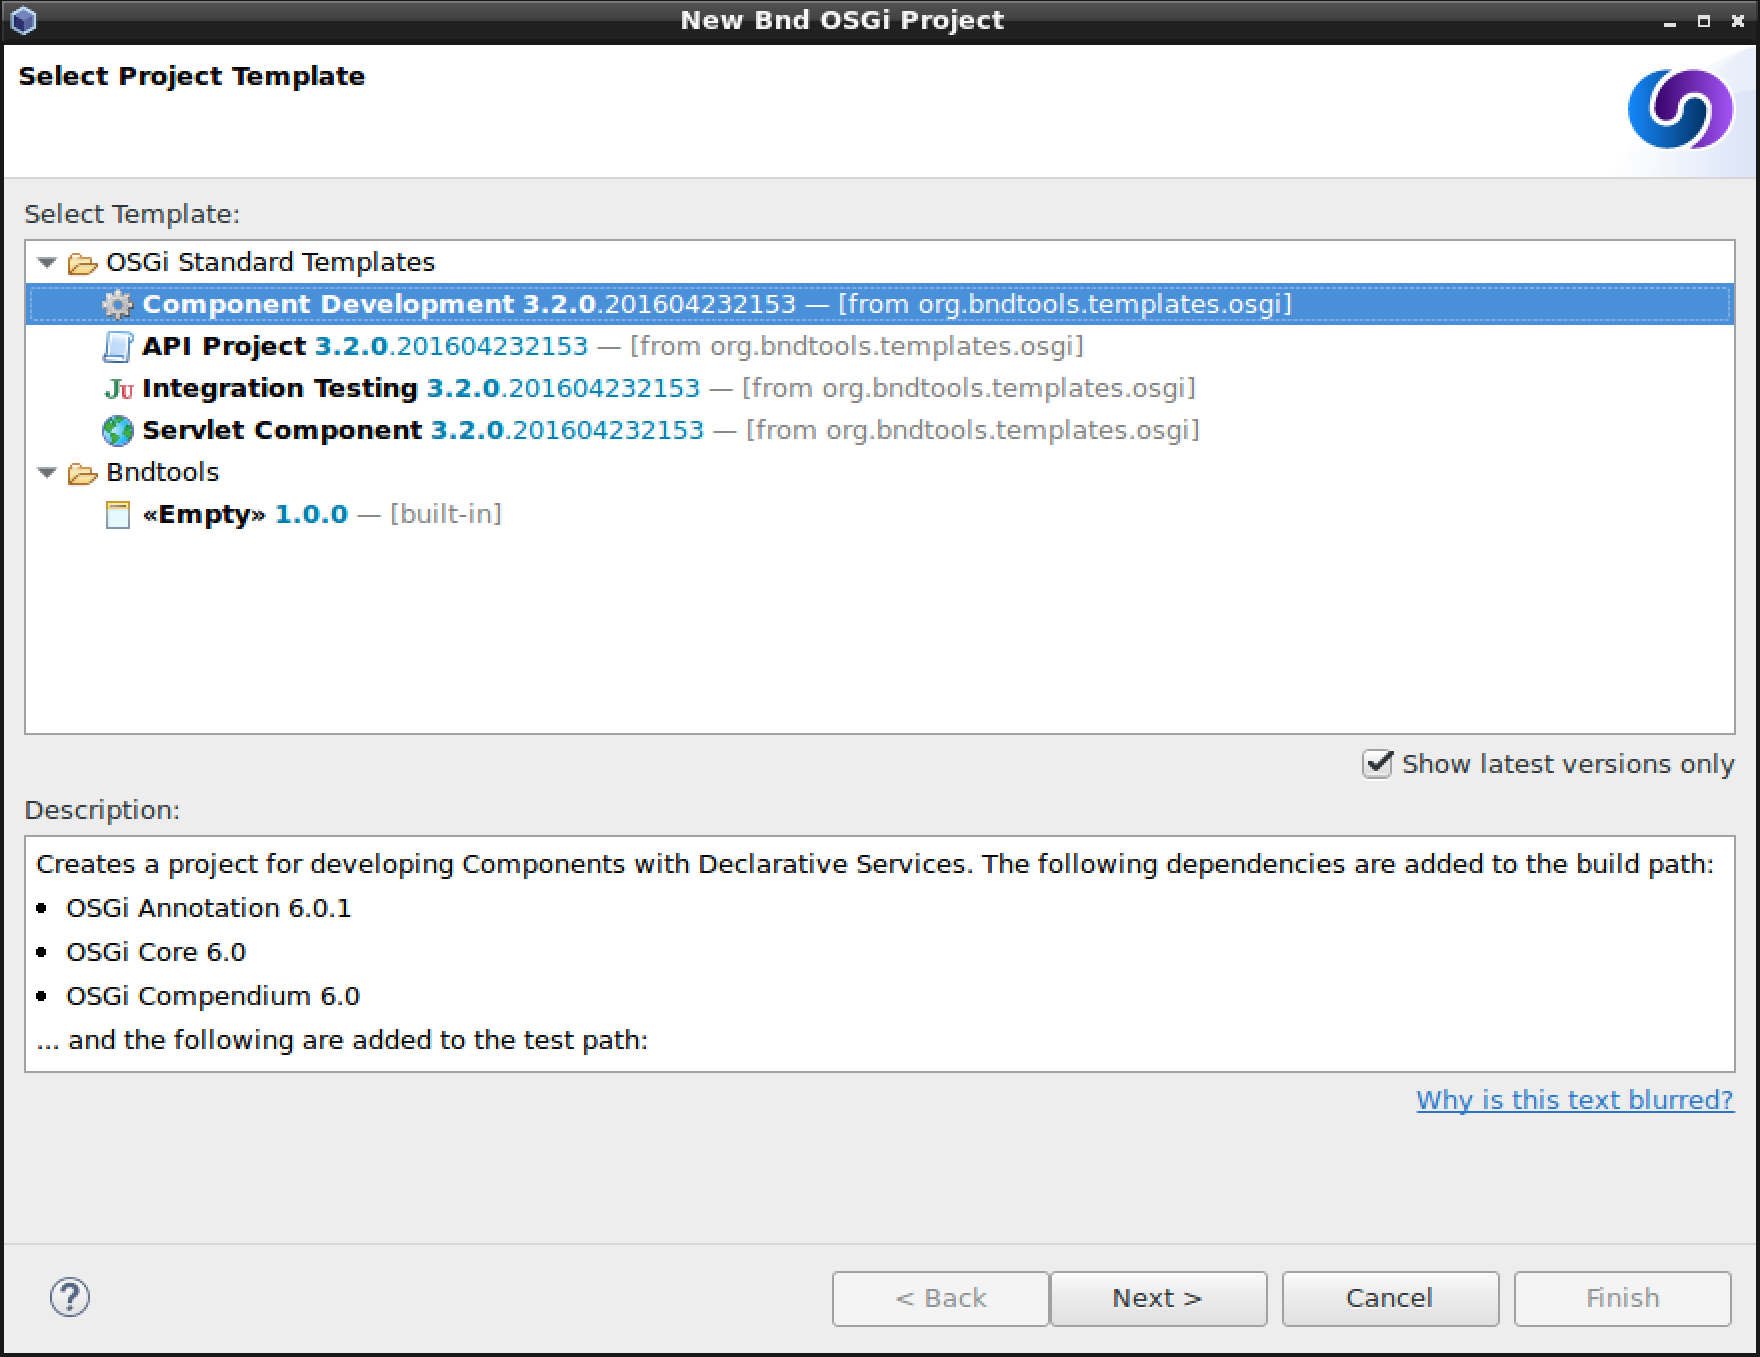 New Bnd OSGi Project
Select Project Template
Select Template:
OSGi Standard Templates
Component Development 3.2.0.201604232153 — [from org.bndtools.templates.osgi]
API Project 3.2.0.201604232153 — [from org.bndtools.templates.osgi]
JU Integration Testing 3.2.0.201604232153 — [from org.bndtools.templates.osgi]
Servlet Component 3.2.0.201604232153 — [from org.bndtools.templates.osgi]
Bndtools
«Empty» 1.0.0 — [built-in]
Show latest versions only
Description:
Creates a project for developing Components with Declarative Services. The following dependencies are added to the build path:
• OSGi Annotation 6.0.1
• OSGi Core 6.0
• OSGi Compendium 6.0
... and the following are added to the test path:
Why is this text blurred?
? < Back Next > Cancel Finish